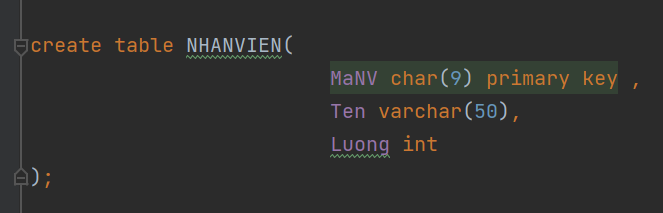 create table NHANVIEN(
MaNV char(9) primary key ,
Ten varchar(50),
Luong int
);